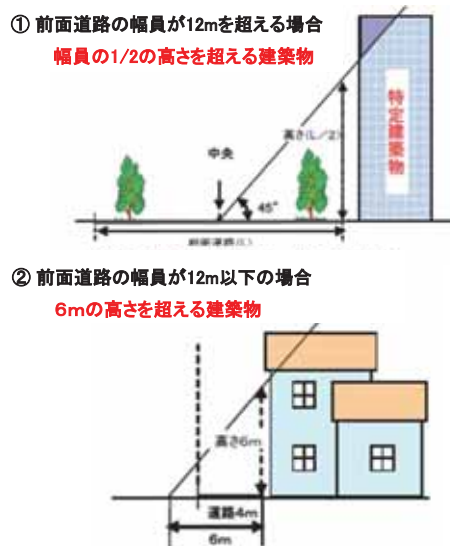 ① 前面道路の幅員が12mを超える場合
幅員の1/2の高さを超える建築物
特定建築物
高さ(L/2)
中央
45°
前面道路(L)
② 前面道路の幅員が12m以下の場合
6mの高さを超える建築物
高さ6m
道路4m
6m